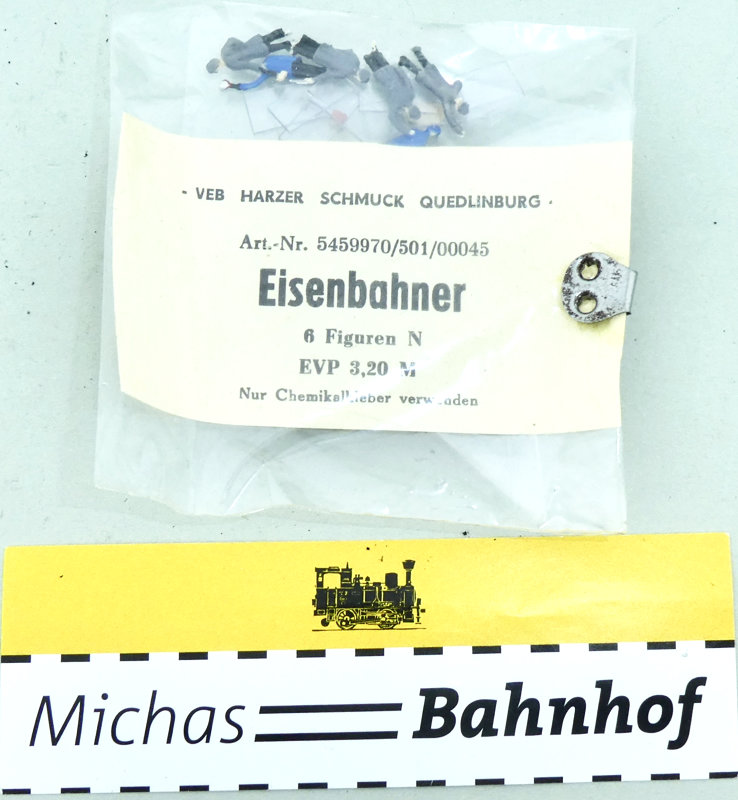 - VEB HARZER SCHMUCK QUEDLINBURG -
Art.-Nr. 5459970/501/00045
Eisenbahner
6 Figuren N
EVP 3,20 M
Nur Chemikalkleber verwenden
Michas Bahnhof